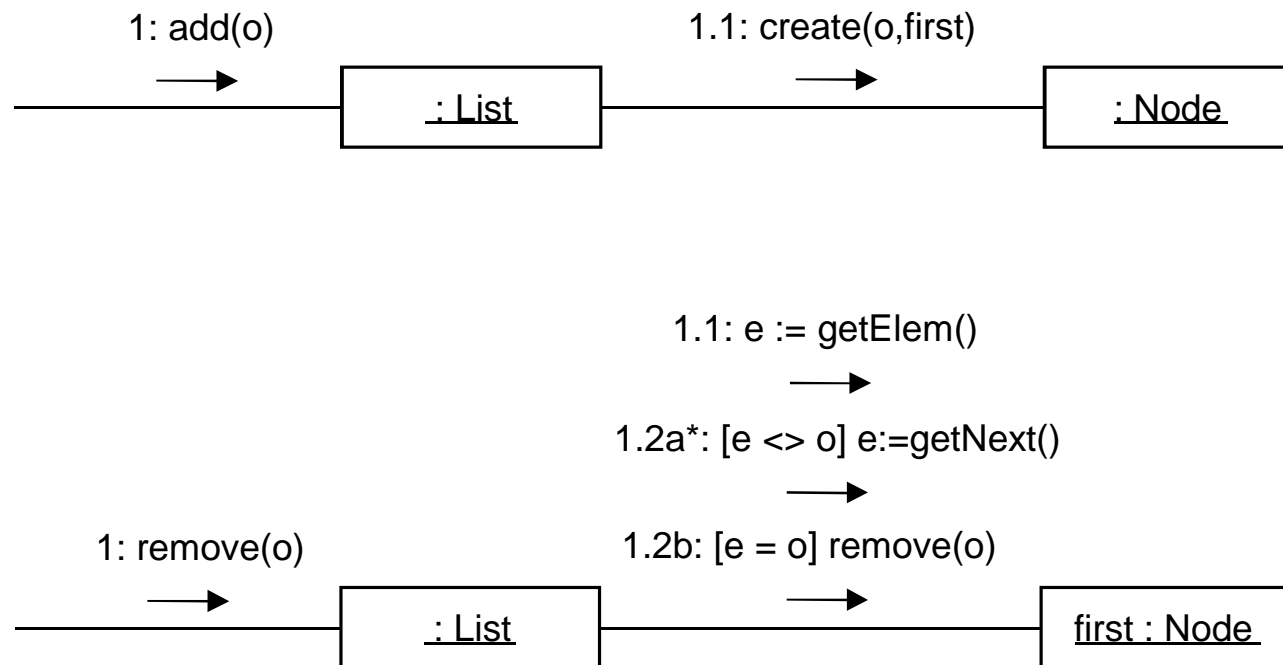 1: add(o)
1.1: create(o,first)
: List
: Node
1.1: e := getElem()
1.2a*: [e <> o] e:=getNext()
1: remove(o)
1.2b: [e = o] remove(o)
: List
first : Node